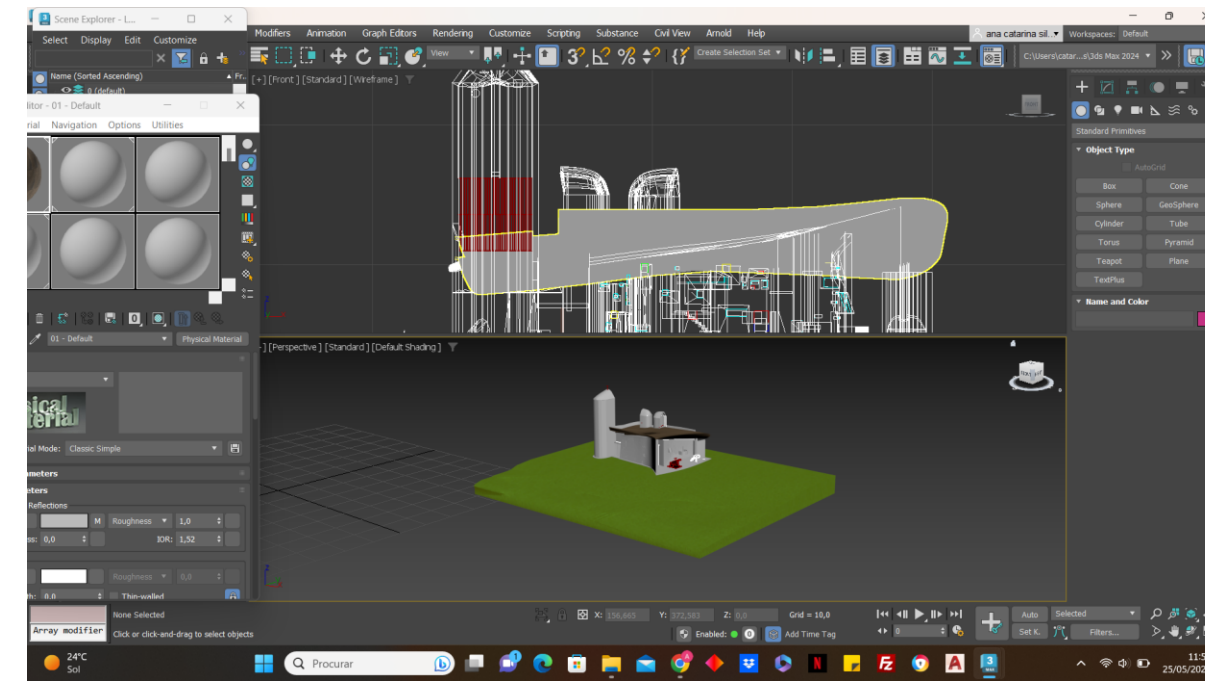 Scene Explorer - L...
Select Display Edit Customize
Name (Sorted Ascending) ▲ Fr...
0 (default)
itor - 01 - Default
rial Navigation Options Utilities
01 - Default Physical Material
ical
terial
ial Mode: Classic Simple
ameters
eters
Reflections
M Roughness 1,0
ss: 0,0 IOR: 1,52
Roughness 0,0
th: 0,0 Thin-walled
Modifiers Animation Graph Editors Rendering Customize Scripting Substance Civil View Arnold Help
ana catarina sil... Workspaces: Default
View Create Selection Set C:\Users\catar...s\3ds Max 2024
[+] [Front ] [Standard ] [Wireframe ]
] [Perspective ] [Standard ] [Default Shading ]
Standard Primitives
Object Type
AutoGrid
Box Cone
Sphere GeoSphere
Cylinder Tube
Torus Pyramid
Teapot Plane
TextPlus
Name and Color
Array modifier
None Selected
Click or click-and-drag to select objects
X: 156,665 Y: 372,583 Z: 0,0 Grid = 10,0
Enabled: Add Time Tag
0
Auto Selected
Set K. Filters...
24°C
Sol
Procurar
11:5
25/05/202